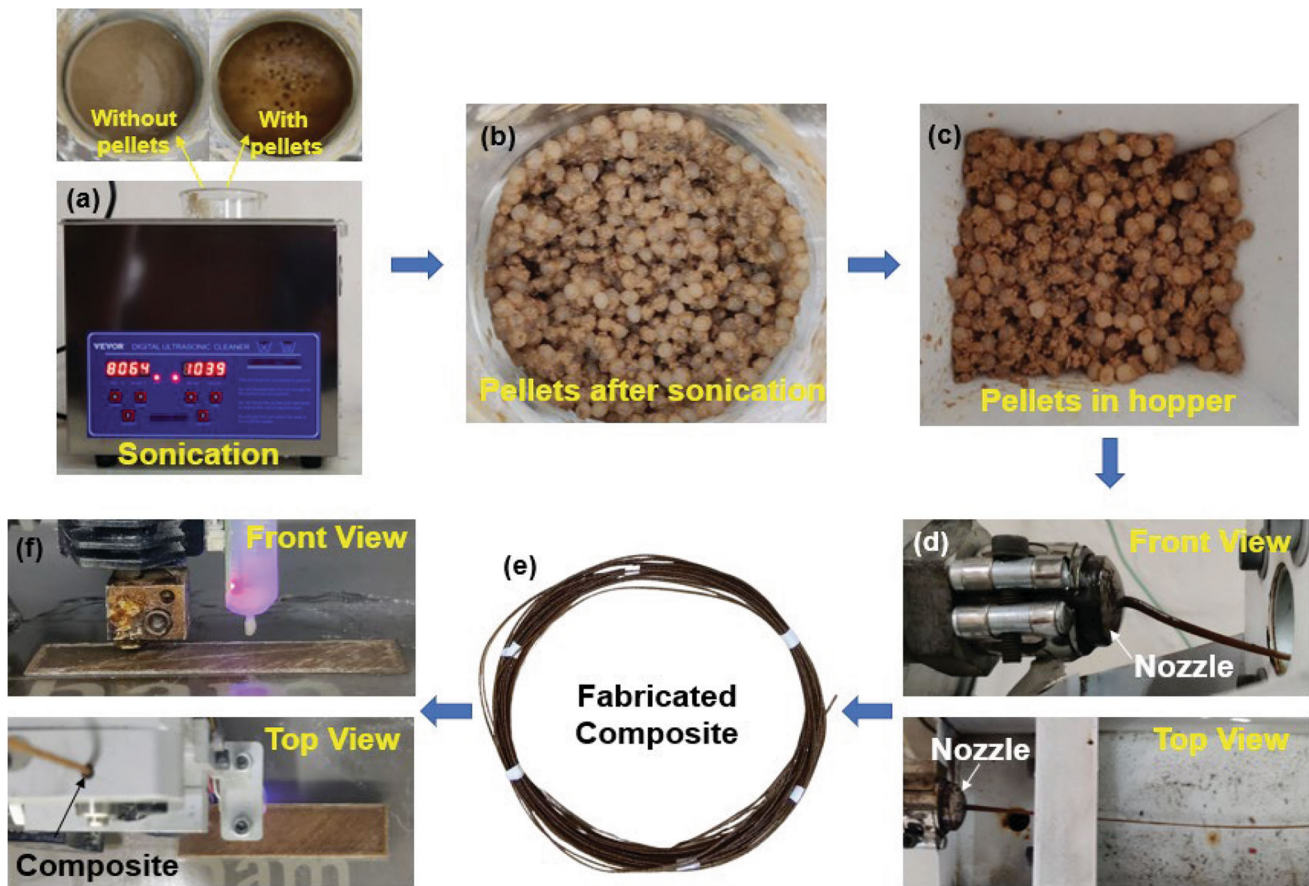 Without
pellets
With
pellets
(a)
VEVOR DIGITAL ULTRASONIC CLEANER
8064 1039
Sonication
(b)
Pellets after sonication
(c)
Pellets in hopper
(d)
Front View
Nozzle
Top View
Nozzle
(e)
Fabricated
Composite
(f)
Front View
Top View
Composite